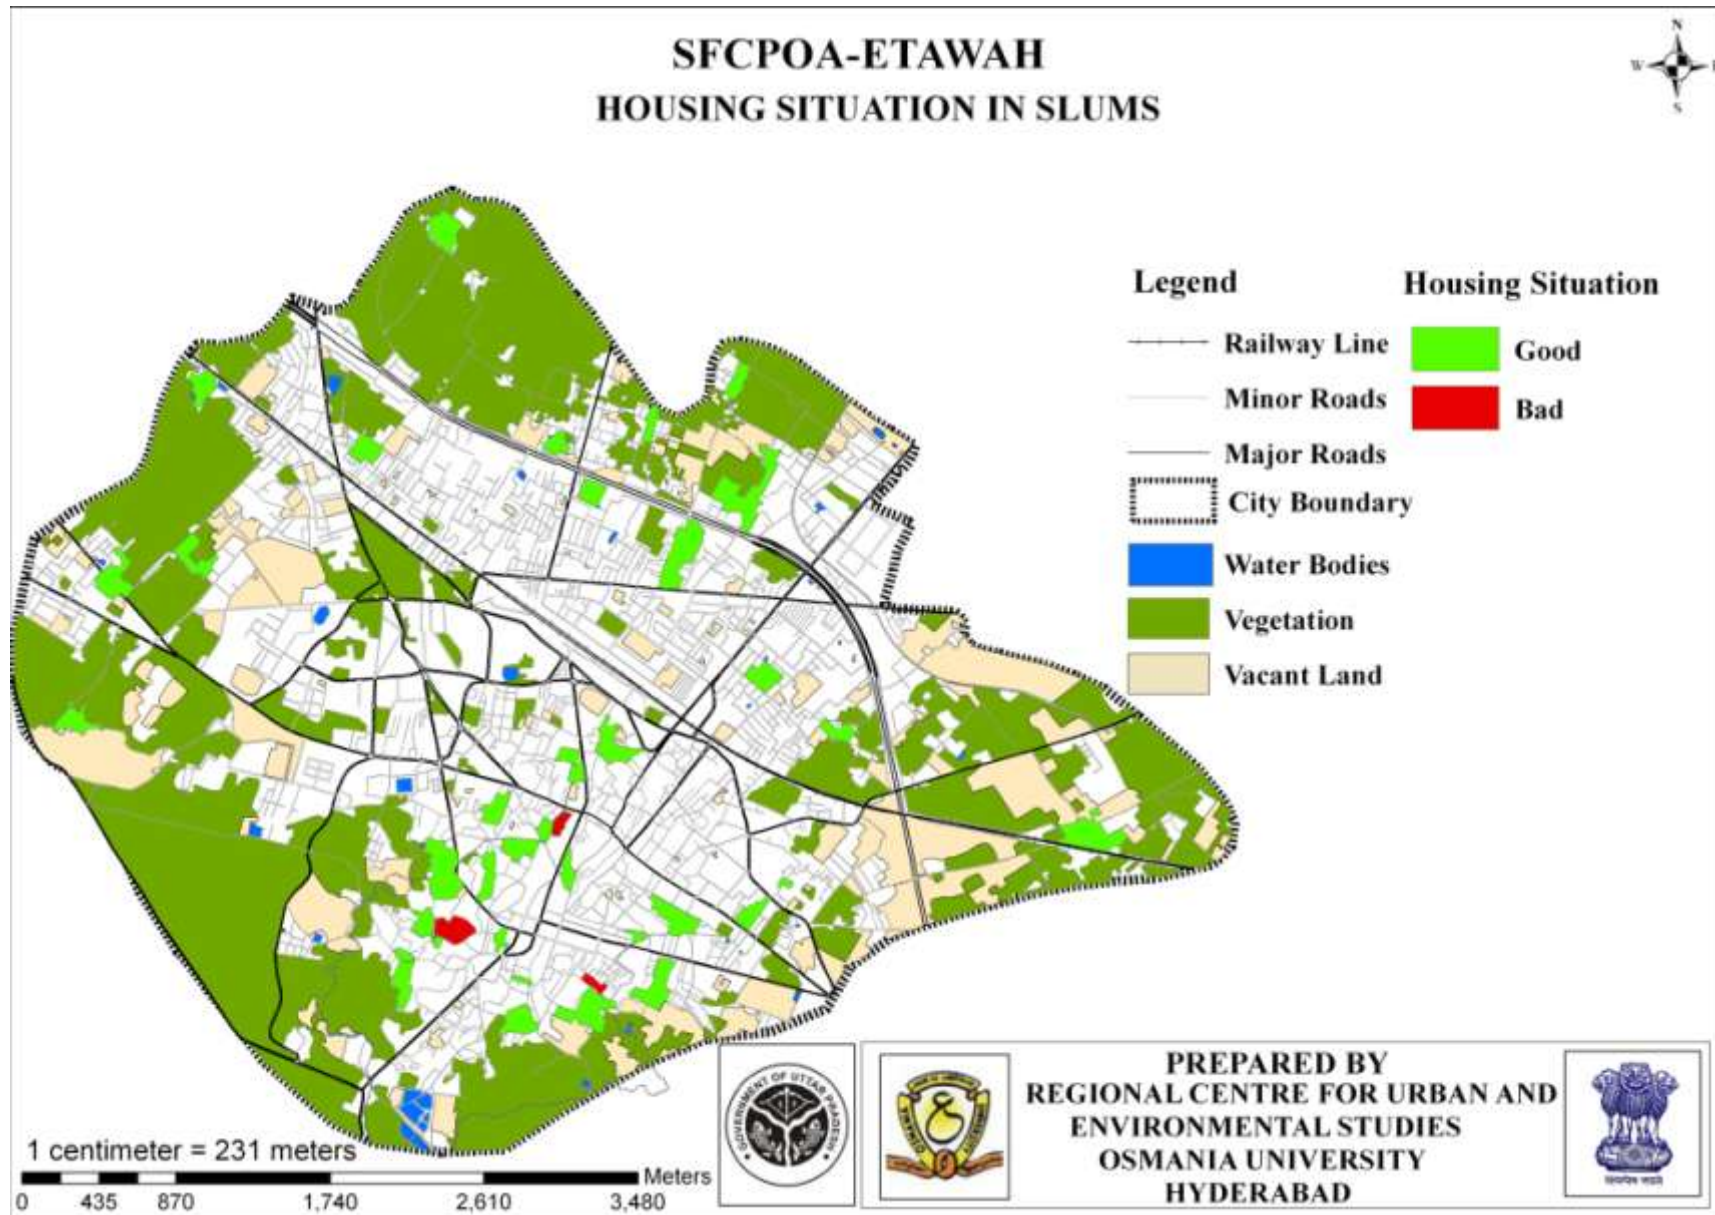 SFCPOA-ETAWAH
HOUSING SITUATION IN SLUMS
N
W
S
Legend
Railway Line
Minor Roads
Major Roads
City Boundary
Water Bodies
Vegetation
Vacant Land
Housing Situation
Good
Bad
1 centimeter = 231 meters
Meters
0 435 870 1,740 2,610 3,480
GOVERNMENT OF UTTAR PRADESH
PREPARED BY
REGIONAL CENTRE FOR URBAN AND
ENVIRONMENTAL STUDIES
OSMANIA UNIVERSITY
HYDERABAD